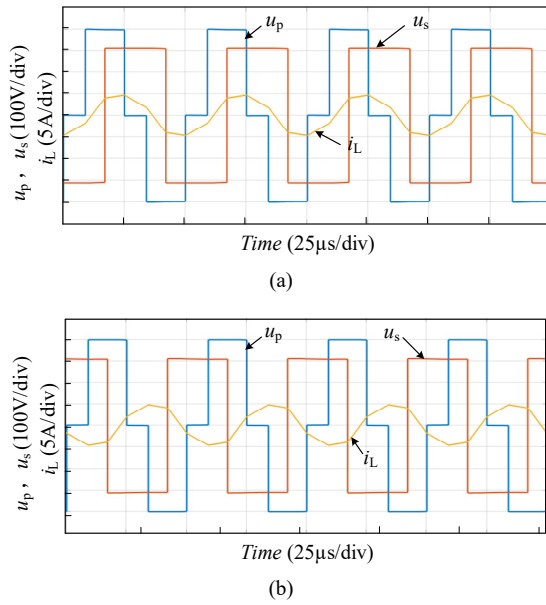 u_p , u_s (100V/div)
i_L (5A/div)
u_p
u_s
i_L
Time (25μs/div)
(a)
u_p , u_s (100V/div)
i_L (5A/div)
u_p
u_s
i_L
Time (25μs/div)
(b)